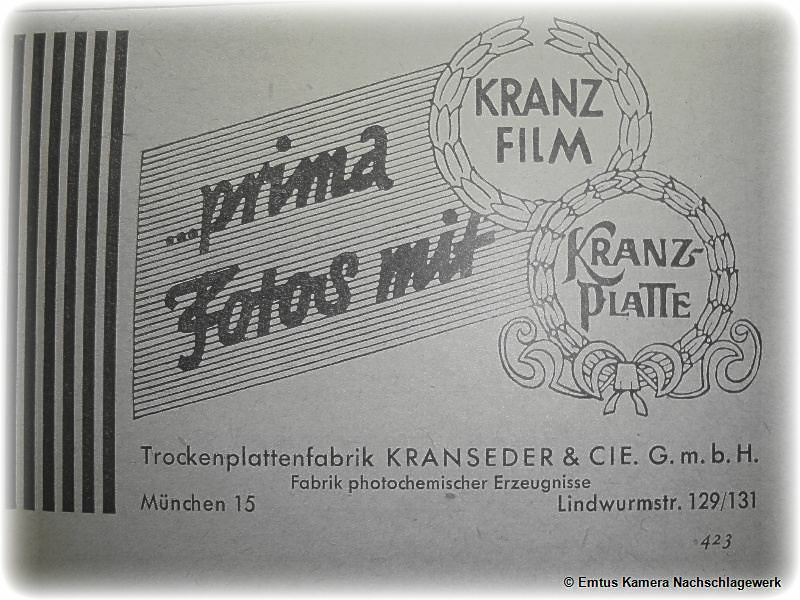 ...prima
Fotos mit
KRANZ
FILM
KRANZ-
PLATTE
Trockenplattenfabrik KRANSEDER & CIE. G. m. b. H.
Fabrik photochemischer Erzeugnisse
München 15 Lindwurmstr. 129/131
423
© Emtus Kamera Nachschlagewerk